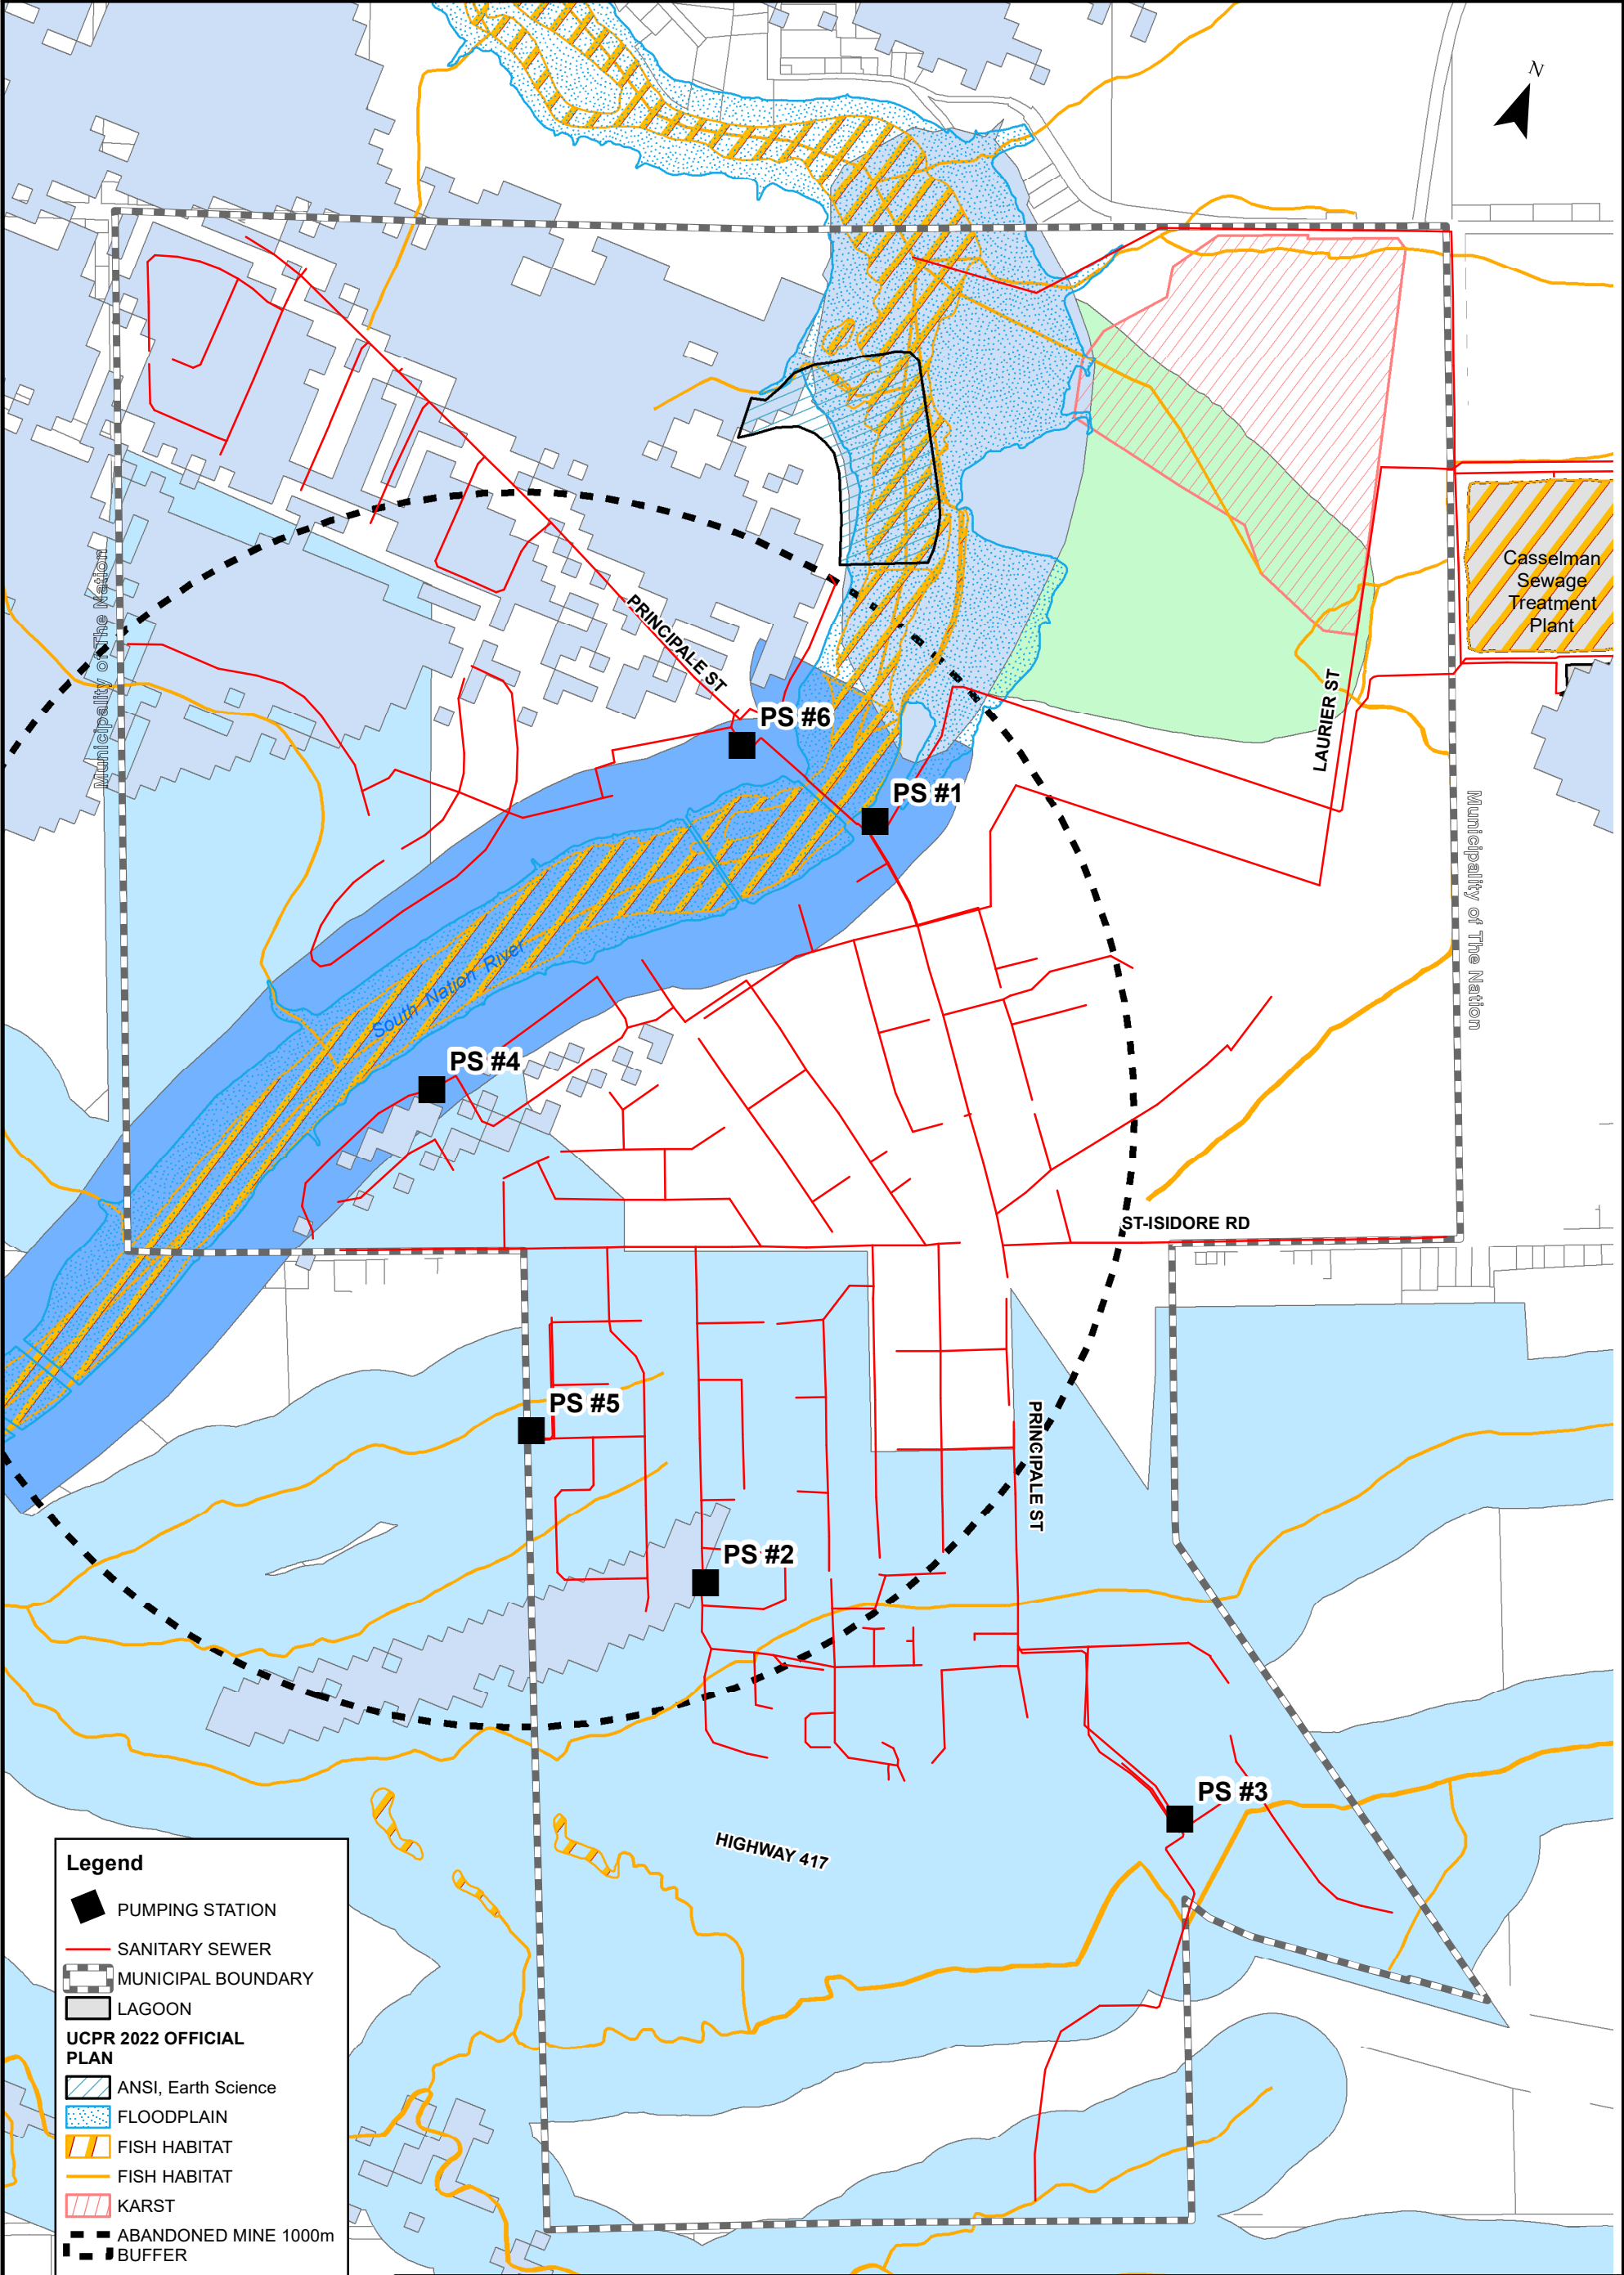 N
Municipality of The Nation
PRINCIPALE ST
Casselman
Sewage
Treatment
Plant
LAURIER ST
PS #6
PS #1
Municipality of The Nation
South Nation River
PS #4
ST-ISIDORE RD
PS #5
PRINCIPALE ST
PS #2
PS #3
HIGHWAY 417
Legend
PUMPING STATION
SANITARY SEWER
MUNICIPAL BOUNDARY
LAGOON
UCPR 2022 OFFICIAL
PLAN
ANSI, Earth Science
FLOODPLAIN
FISH HABITAT
FISH HABITAT
KARST
ABANDONED MINE 1000m
BUFFER